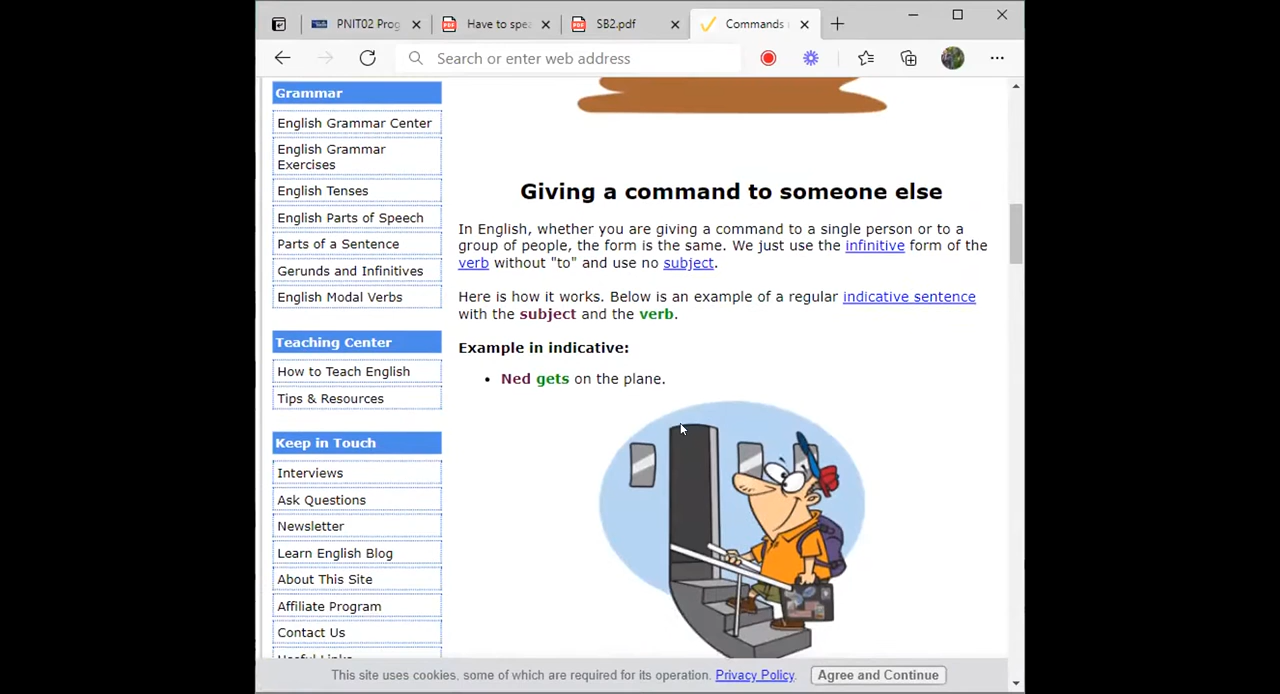 PNIT02 Prog
Have to spea
SB2.pdf
Commands
Search or enter web address
Grammar
English Grammar Center
English Grammar
Exercises
English Tenses
English Parts of Speech
Parts of a Sentence
Gerunds and Infinitives
English Modal Verbs
Teaching Center
How to Teach English
Tips & Resources
Keep in Touch
Interviews
Ask Questions
Newsletter
Learn English Blog
About This Site
Affiliate Program
Contact Us
Useful Links
Giving a command to someone else
In English, whether you are giving a command to a single person or to a
group of people, the form is the same. We just use the infinitive form of the
verb without "to" and use no subject.
Here is how it works. Below is an example of a regular indicative sentence
with the subject and the verb.
Example in indicative:
• Ned gets on the plane.
This site uses cookies, some of which are required for its operation. Privacy Policy.
Agree and Continue